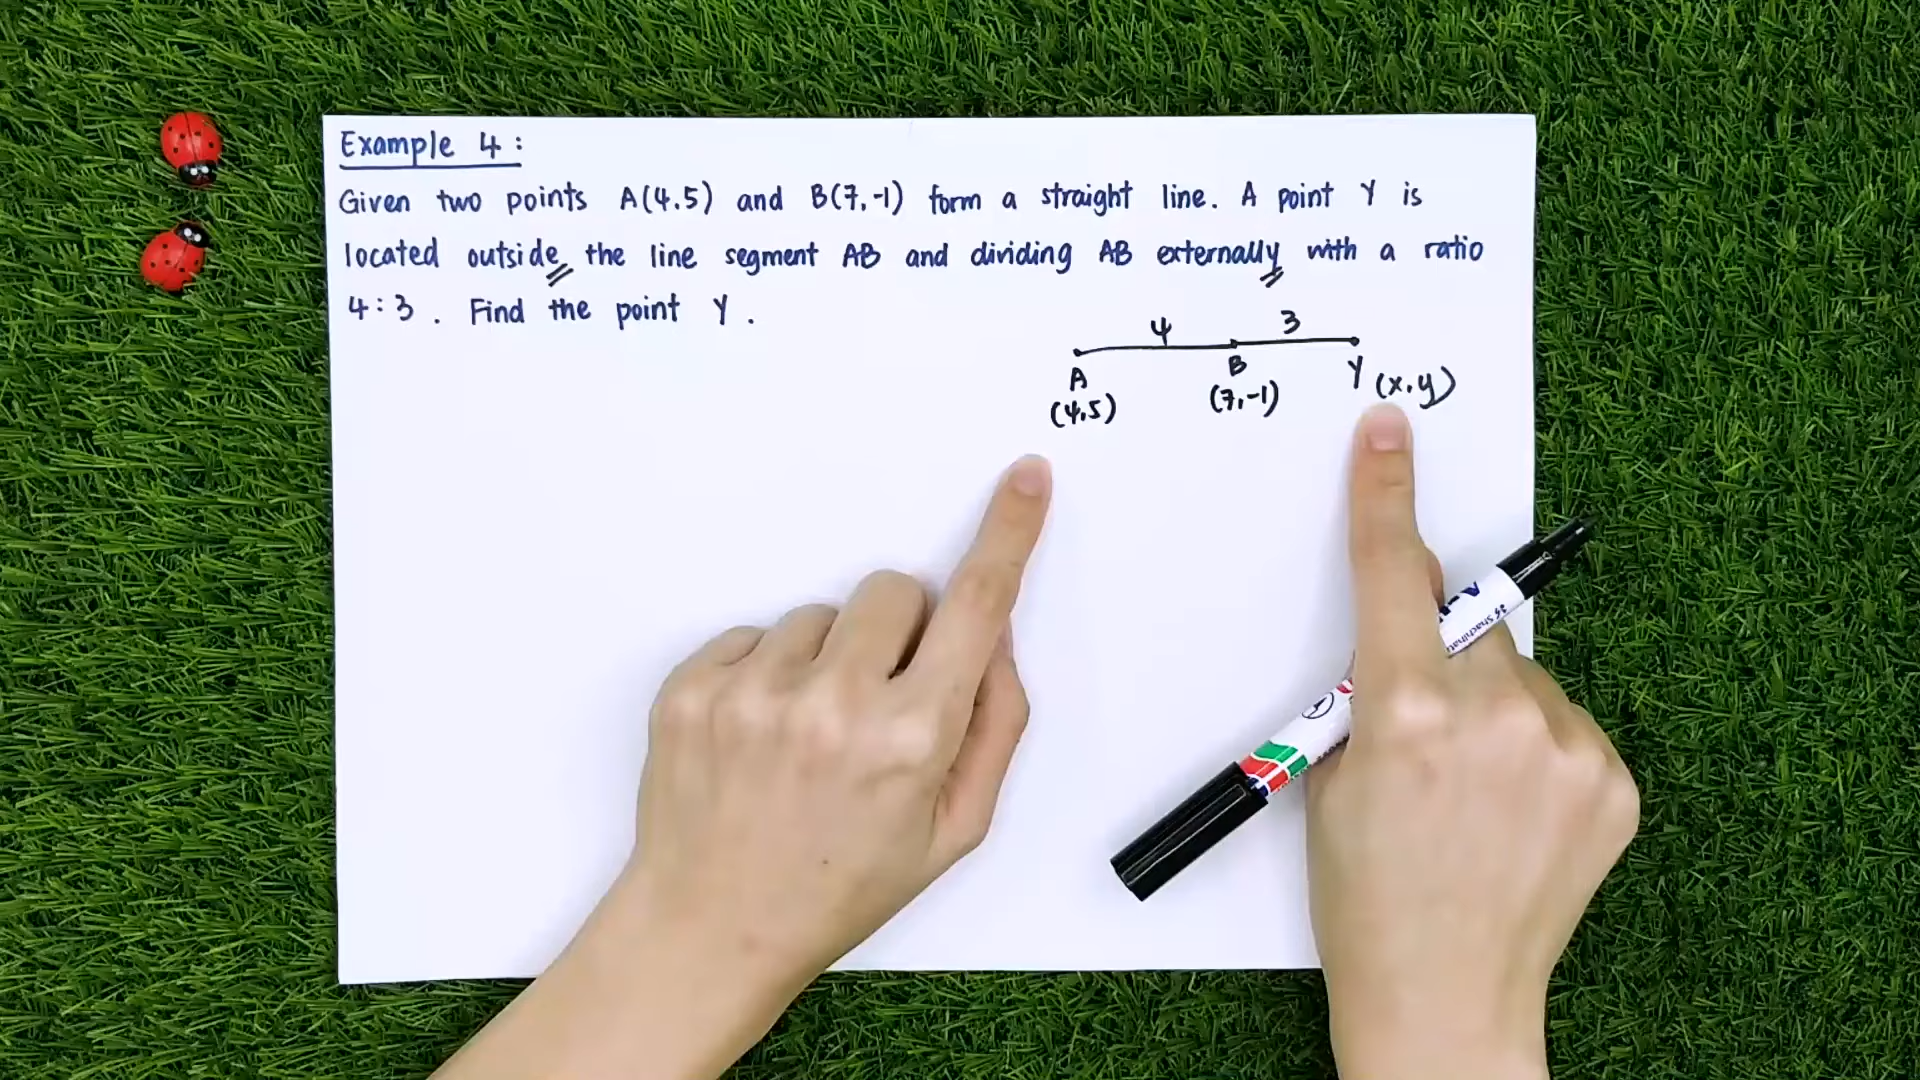 Example 4:
Given two points A(4,5) and B(7,-1) form a straight line. A point Y is
located outside the line segment AB and dividing AB externally with a ratio
4:3. Find the point Y.
4 3
A B Y (x,y)
(4,5) (7,-1)
Shachihat